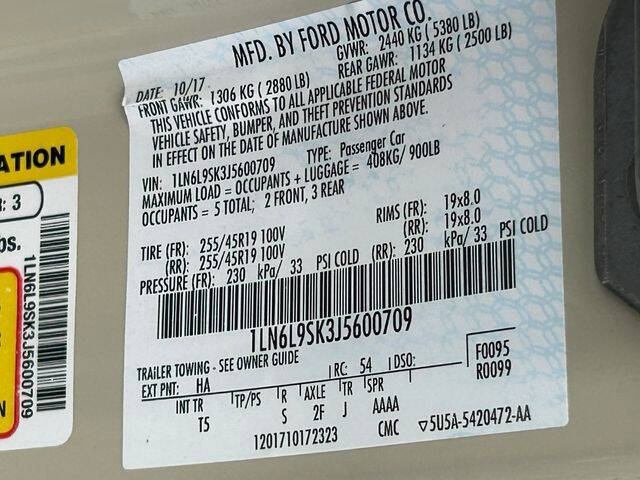 MFD. BY FORD MOTOR CO.
DATE: 10/17 GVWR: 2440 KG ( 5380 LB)
FRONT GAWR: 1306 KG ( 2880 LB) REAR GAWR: 1134 KG ( 2500 LB)
THIS VEHICLE CONFORMS TO ALL APPLICABLE FEDERAL MOTOR
VEHICLE SAFETY, BUMPER, AND THEFT PREVENTION STANDARDS
IN EFFECT ON THE DATE OF MANUFACTURE SHOWN ABOVE.
VIN: 1LN6L9SK3J5600709 TYPE: Passenger Car
MAXIMUM LOAD = OCCUPANTS + LUGGAGE = 408KG/ 900LB
OCCUPANTS = 5 TOTAL; 2 FRONT, 3 REAR
TIRE (FR): 255/45R19 100V RIMS (FR): 19x8.0
(RR): 255/45R19 100V (RR): 19x8.0
PRESSURE (FR): 230 kPa/ 33 PSI COLD (RR): 230 kPa/ 33 PSI COLD
1LN6L9SK3J5600709
TRAILER TOWING - SEE OWNER GUIDE
EXT PNT: HA RC: 54 DSO: F0095
R0099
INT TR TP/PS R AXLE TR SPR
T5 S 2F J AAAA
1201710172323 CMC ▽5U5A-5420472-AA
ATION
: 3
bs.
1LN6L9SK3J5600709
N